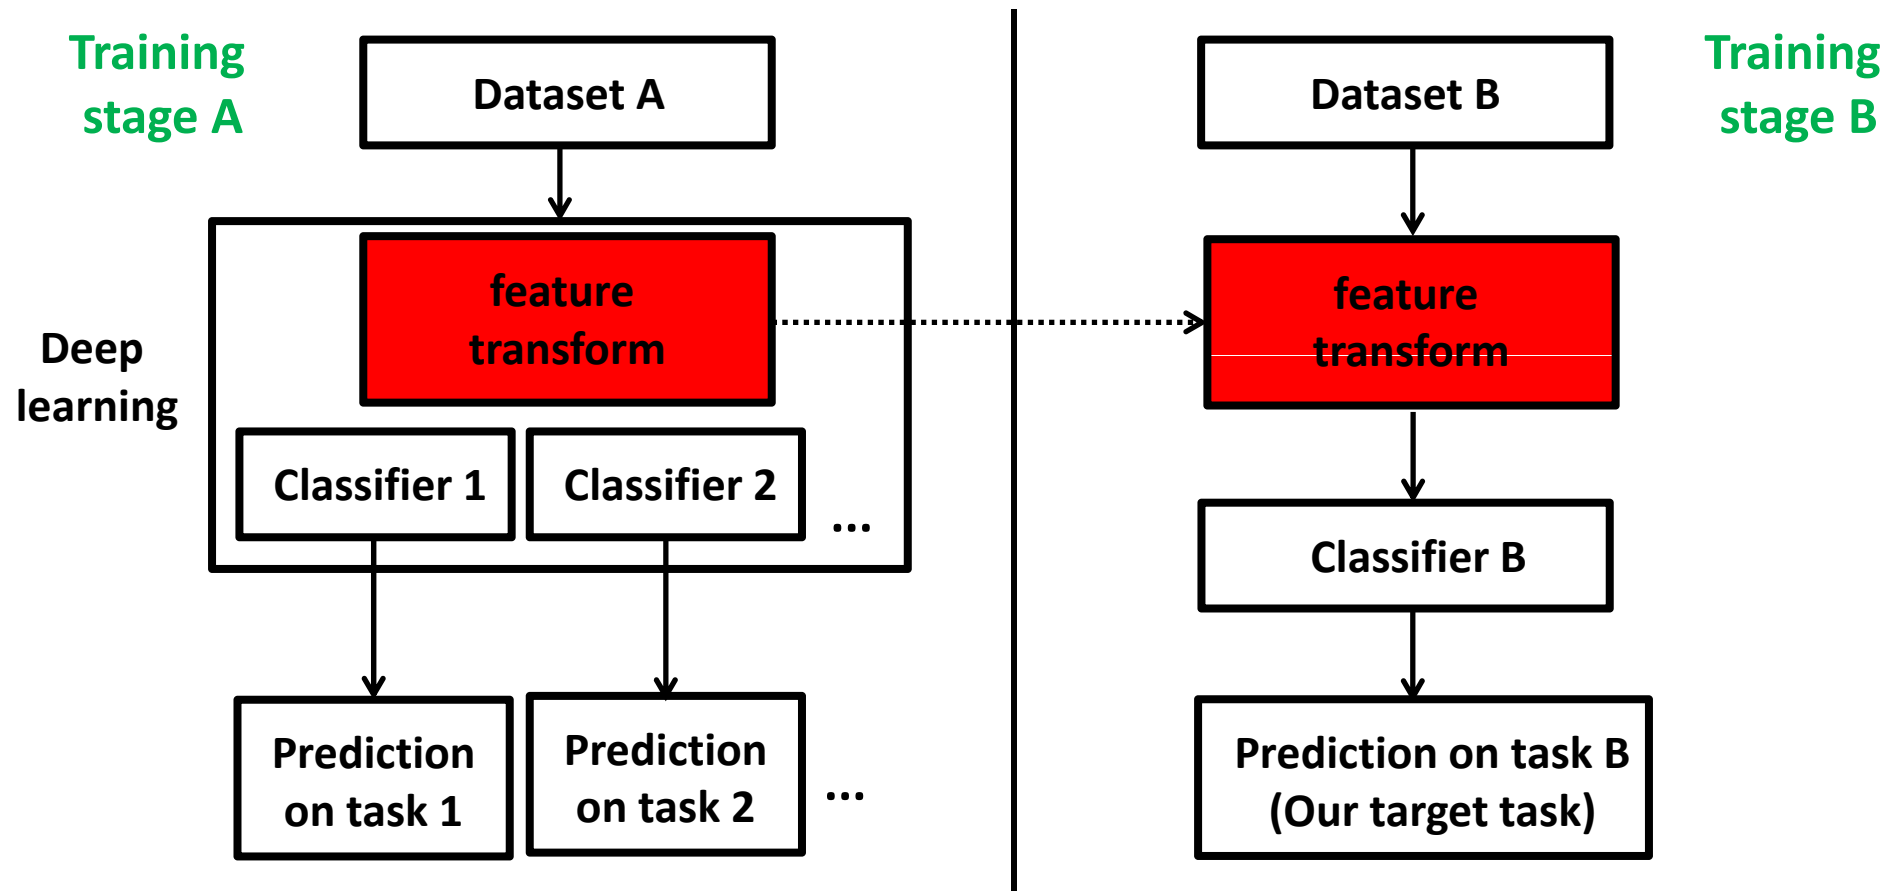 Training
stage A
Dataset A
Deep
learning
feature
transform
Classifier 1
Classifier 2
...
Prediction
on task 1
Prediction
on task 2
...
Training
stage B
Dataset B
feature
transform
Classifier B
Prediction on task B
(Our target task)